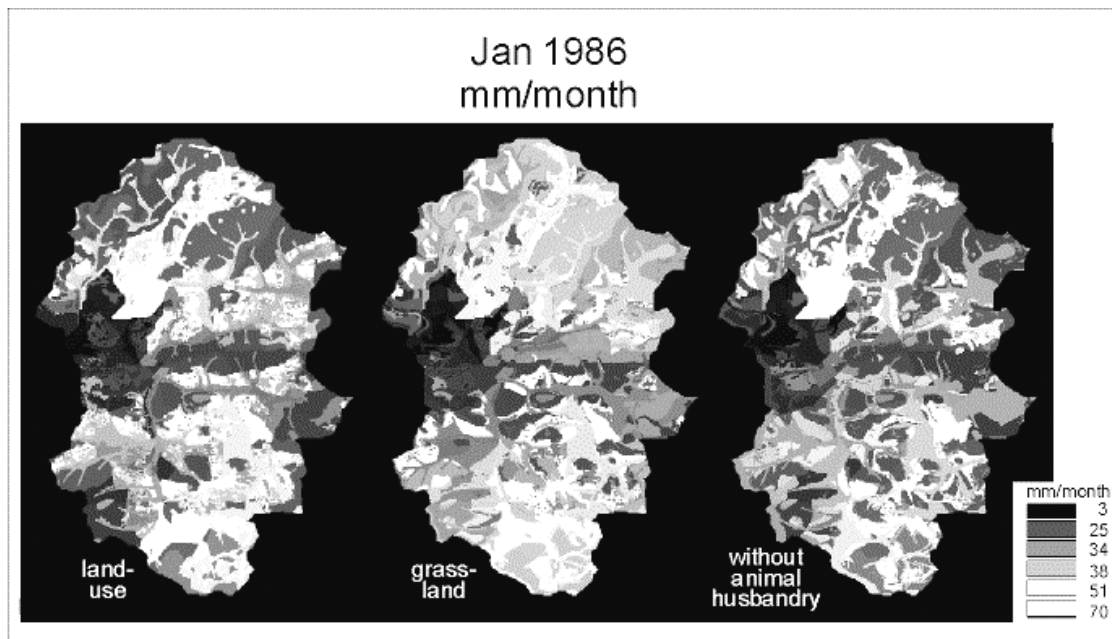 Jan 1986
mm/month
land-
use
grass-
land
without
animal
husbandry
mm/month
3
25
34
38
51
70